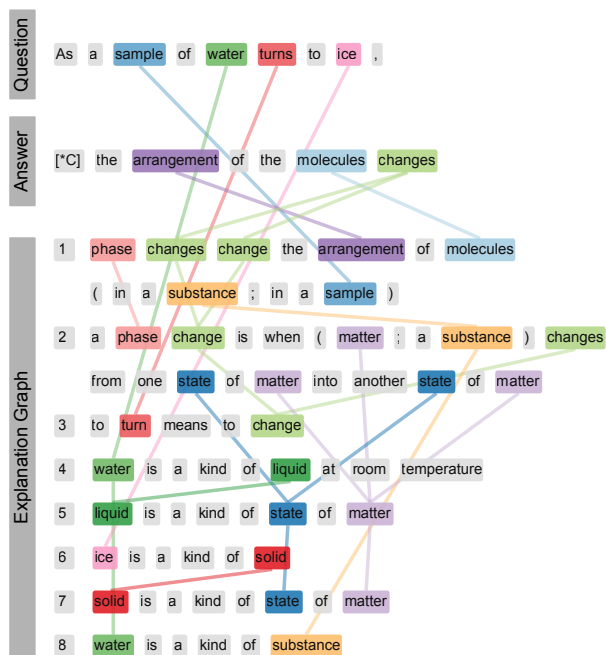 Question
As a sample of water turns to ice ,
Answer
[*C] the arrangement of the molecules changes
Explanation Graph
1 phase changes change the arrangement of molecules
( in a substance ; in a sample )
2 a phase change is when ( matter ; a substance ) changes
from one state of matter into another state of matter
3 to turn means to change
4 water is a kind of liquid at room temperature
5 liquid is a kind of state of matter
6 ice is a kind of solid
7 solid is a kind of state of matter
8 water is a kind of substance